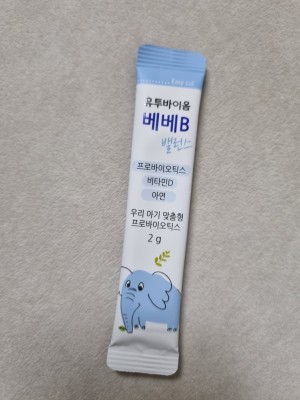 Easy cut
유투바이옴
베베B
밸런스
프로바이오틱스
비타민D
아연
우리 아기 맞춤형
프로바이오틱스
2 g